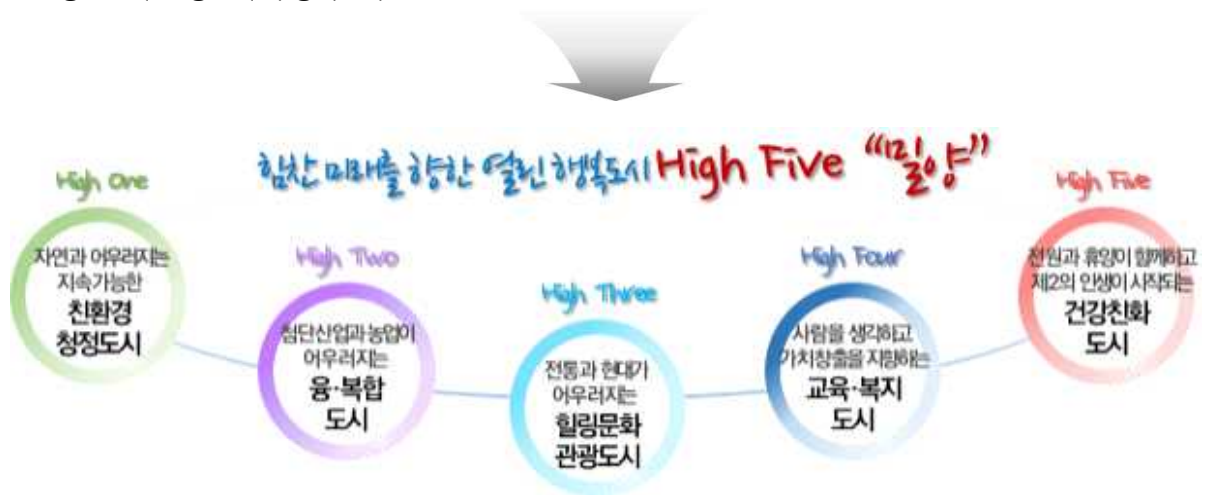 힘찬 미래를 향한 열린 행복도시 High Five “밀양”
High One
자연과 어우러지는
지속가능한
친환경
청정도시
High Two
첨단산업과 농업이
어우러지는
융·복합
도시
High Three
전통과 현대가
어우러지는
힐링문화
관광도시
High Four
사람을 생각하고
가치창출을 지향하는
교육·복지
도시
High Five
전원과 휴양이 함께하고
제2의 인생이 시작되는
건강친화
도시